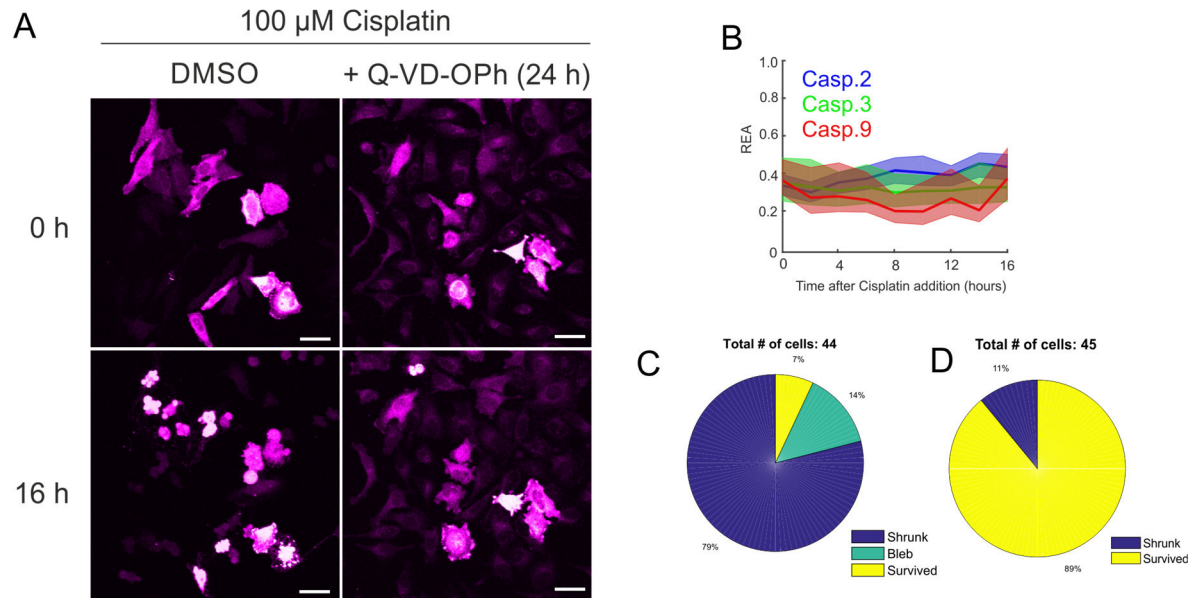 A
100 µM Cisplatin
DMSO
+ Q-VD-OPh (24 h)
0 h
16 h
B
Casp.2
Casp.3
Casp.9
REA
1.0
0.8
0.6
0.4
0.2
0
0
4
8
12
16
Time after Cisplatin addition (hours)
C
Total # of cells: 44
7%
14%
79%
Shrunk
Bleb
Survived
D
Total # of cells: 45
11%
89%
Shrunk
Survived